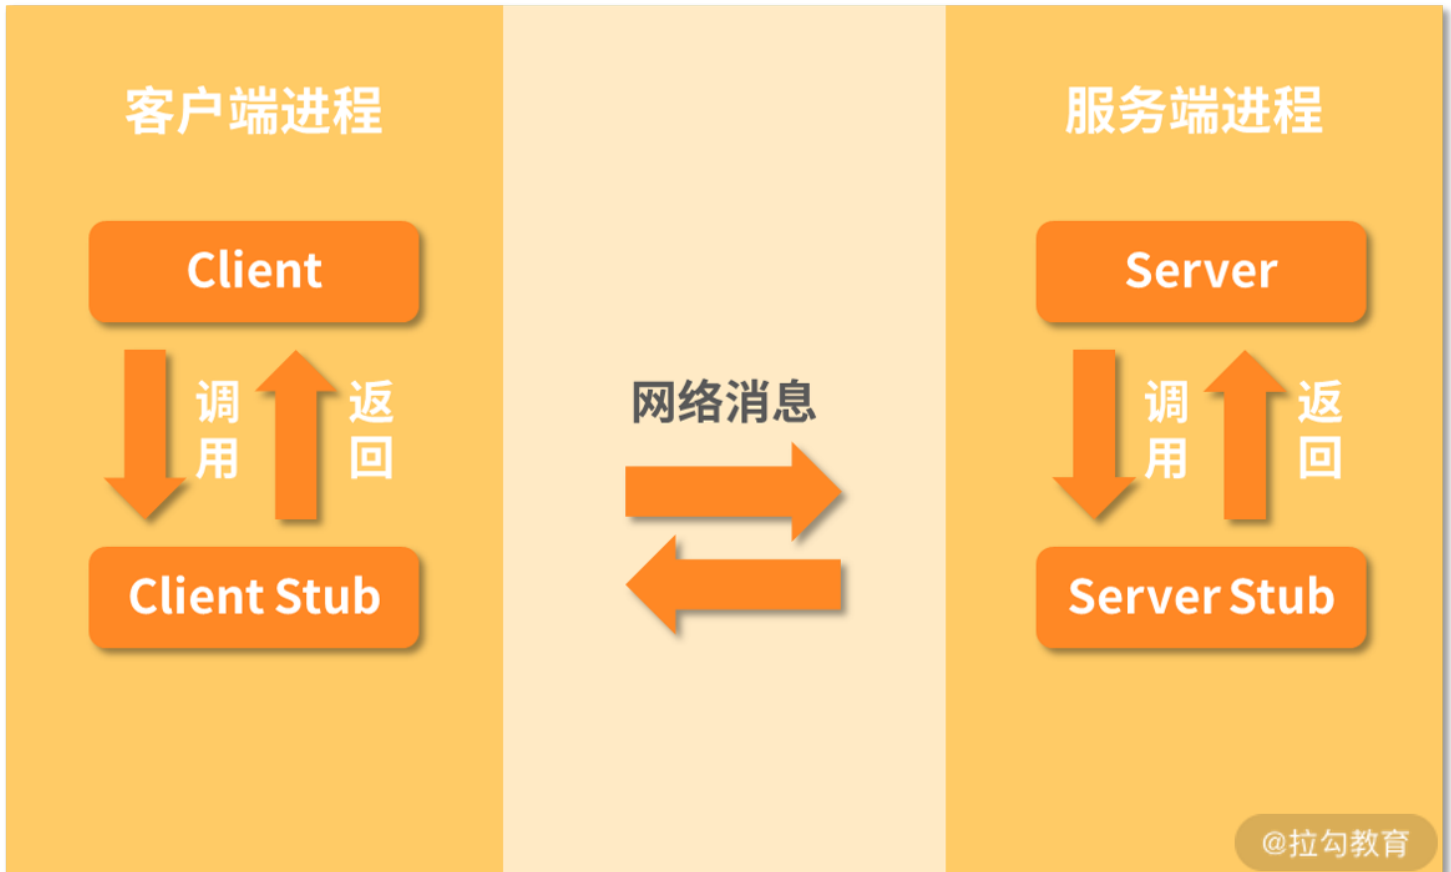 客户端进程
服务端进程
Client
Server
调用
返回
网络消息
调用
返回
Client Stub
Server Stub
@拉勾教育